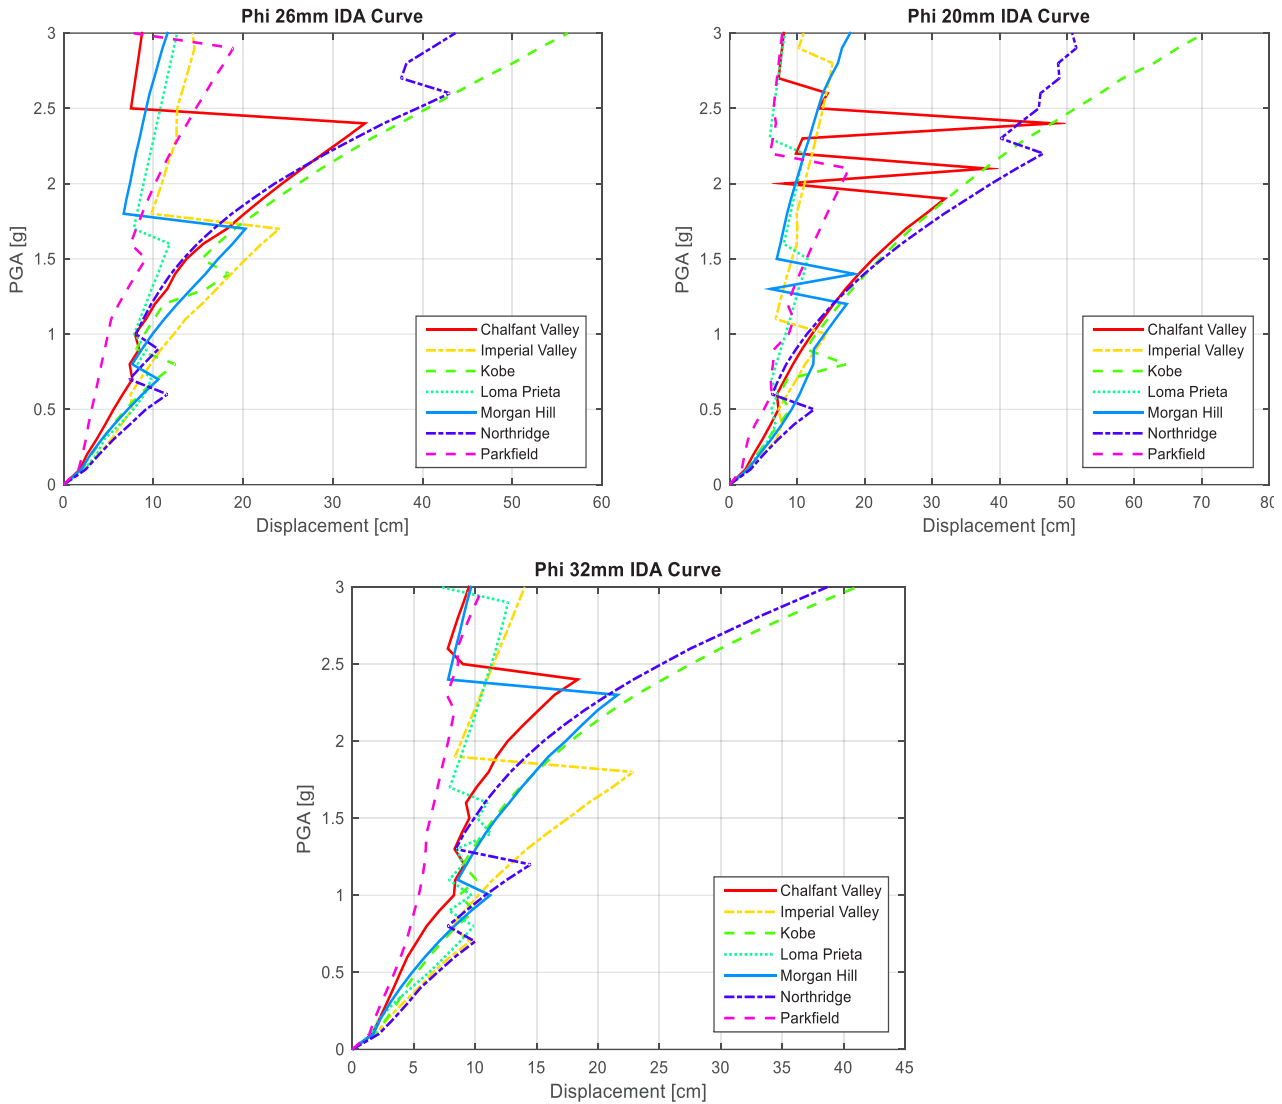 Phi 26mm IDA Curve
3
2.5
2
1.5
1
0.5
0
PGA [g]
0 10 20 30 40 50 60
Displacement [cm]
Chalfant Valley
Imperial Valley
Kobe
Loma Prieta
Morgan Hill
Northridge
Parkfield
Phi 20mm IDA Curve
3
2.5
2
1.5
1
0.5
0
PGA [g]
0 10 20 30 40 50 60 70 80
Displacement [cm]
Chalfant Valley
Imperial Valley
Kobe
Loma Prieta
Morgan Hill
Northridge
Parkfield
Phi 32mm IDA Curve
3
2.5
2
1.5
1
0.5
0
PGA [g]
0 5 10 15 20 25 30 35 40 45
Displacement [cm]
Chalfant Valley
Imperial Valley
Kobe
Loma Prieta
Morgan Hill
Northridge
Parkfield